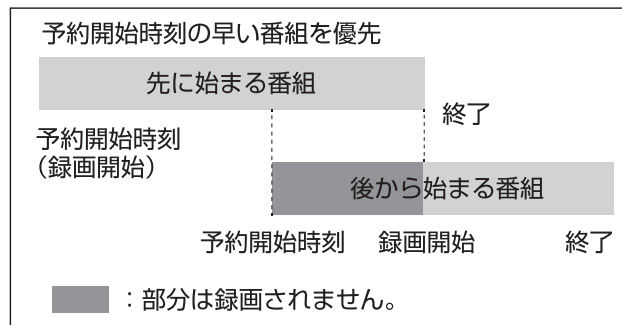 予約開始時刻の早い番組を優先
先に始まる番組
終了
予約開始時刻
（録画開始）
後から始まる番組
予約開始時刻 録画開始 終了
：部分は録画されません。